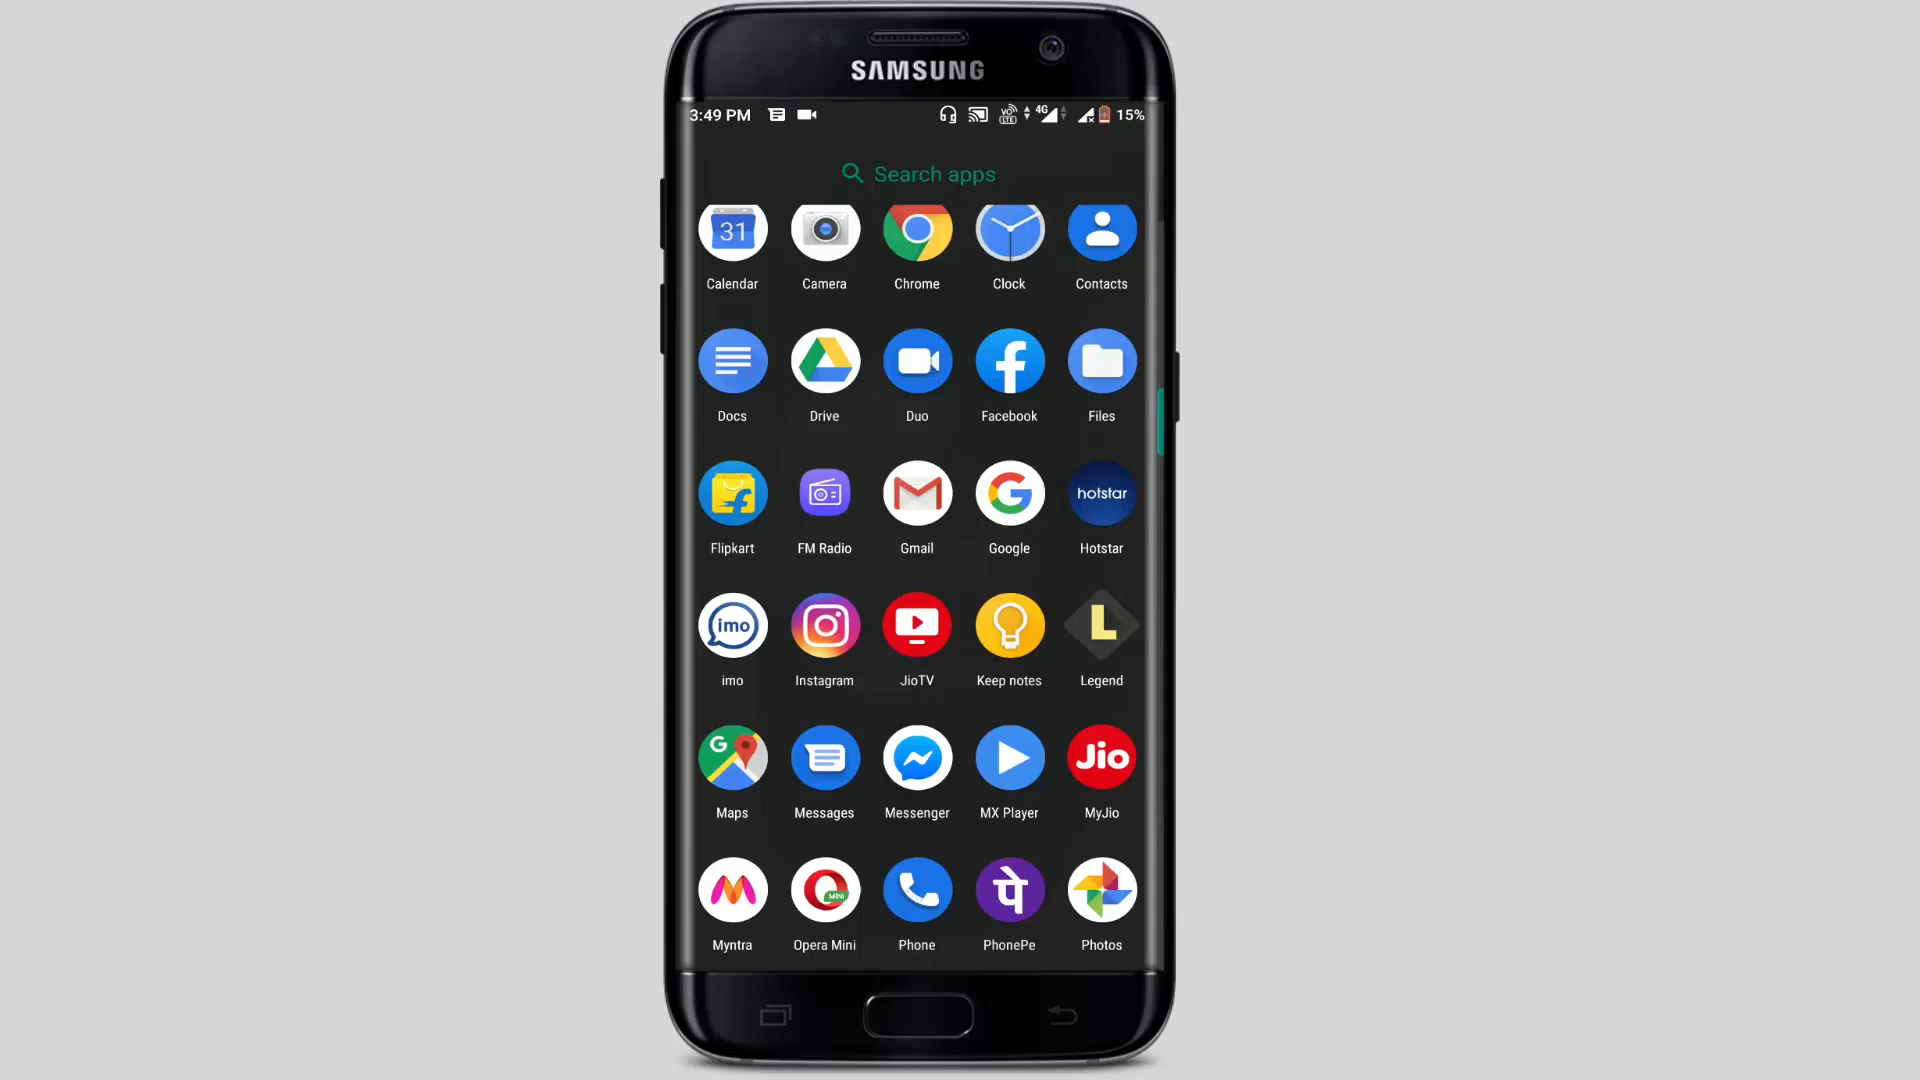 SAMSUNG
3:49 PM VO LTE 4G 15%
Search apps
31
Calendar Camera Chrome Clock Contacts
Docs Drive Duo Facebook Files
hotstar
Flipkart FM Radio Gmail Google Hotstar
imo L
imo Instagram JioTV Keep notes Legend
G Jio
Maps Messages Messenger MX Player MyJio
MINI पे
Myntra Opera Mini Phone PhonePe Photos